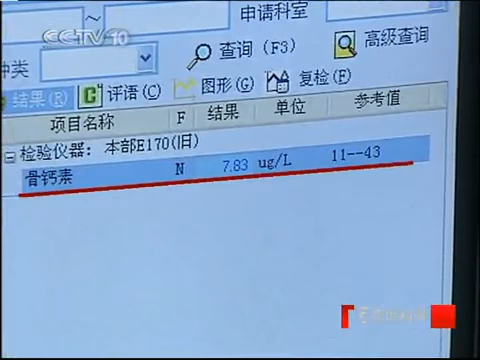 CCTV 10
~
申请科室
种类
查询 (F3)
高级查询
结果(R)
评语(C)
图形(G)
复检(E)
项目名称 F 结果 单位 参考值
检验仪器: 本部E170(旧)
骨钙素 N 7.83 ug/L 11--43